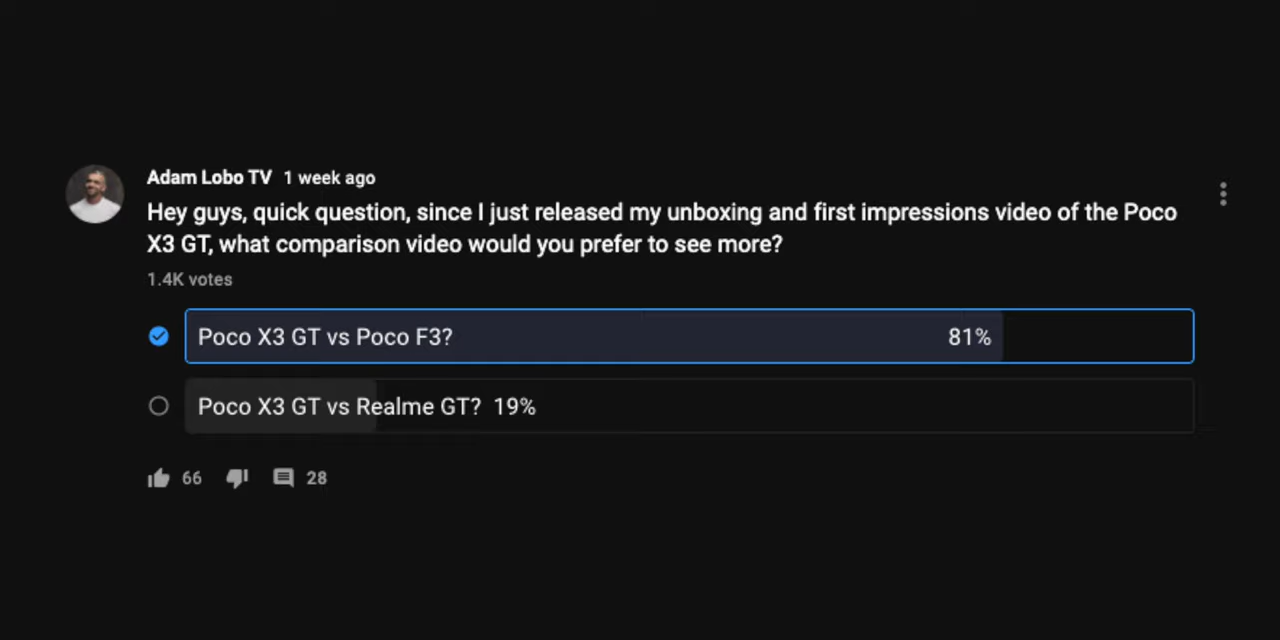 Adam Lobo TV 1 week ago
Hey guys, quick question, since I just released my unboxing and first impressions video of the Poco
X3 GT, what comparison video would you prefer to see more?
1.4K votes
Poco X3 GT vs Poco F3? 81%
Poco X3 GT vs Realme GT? 19%
66 28